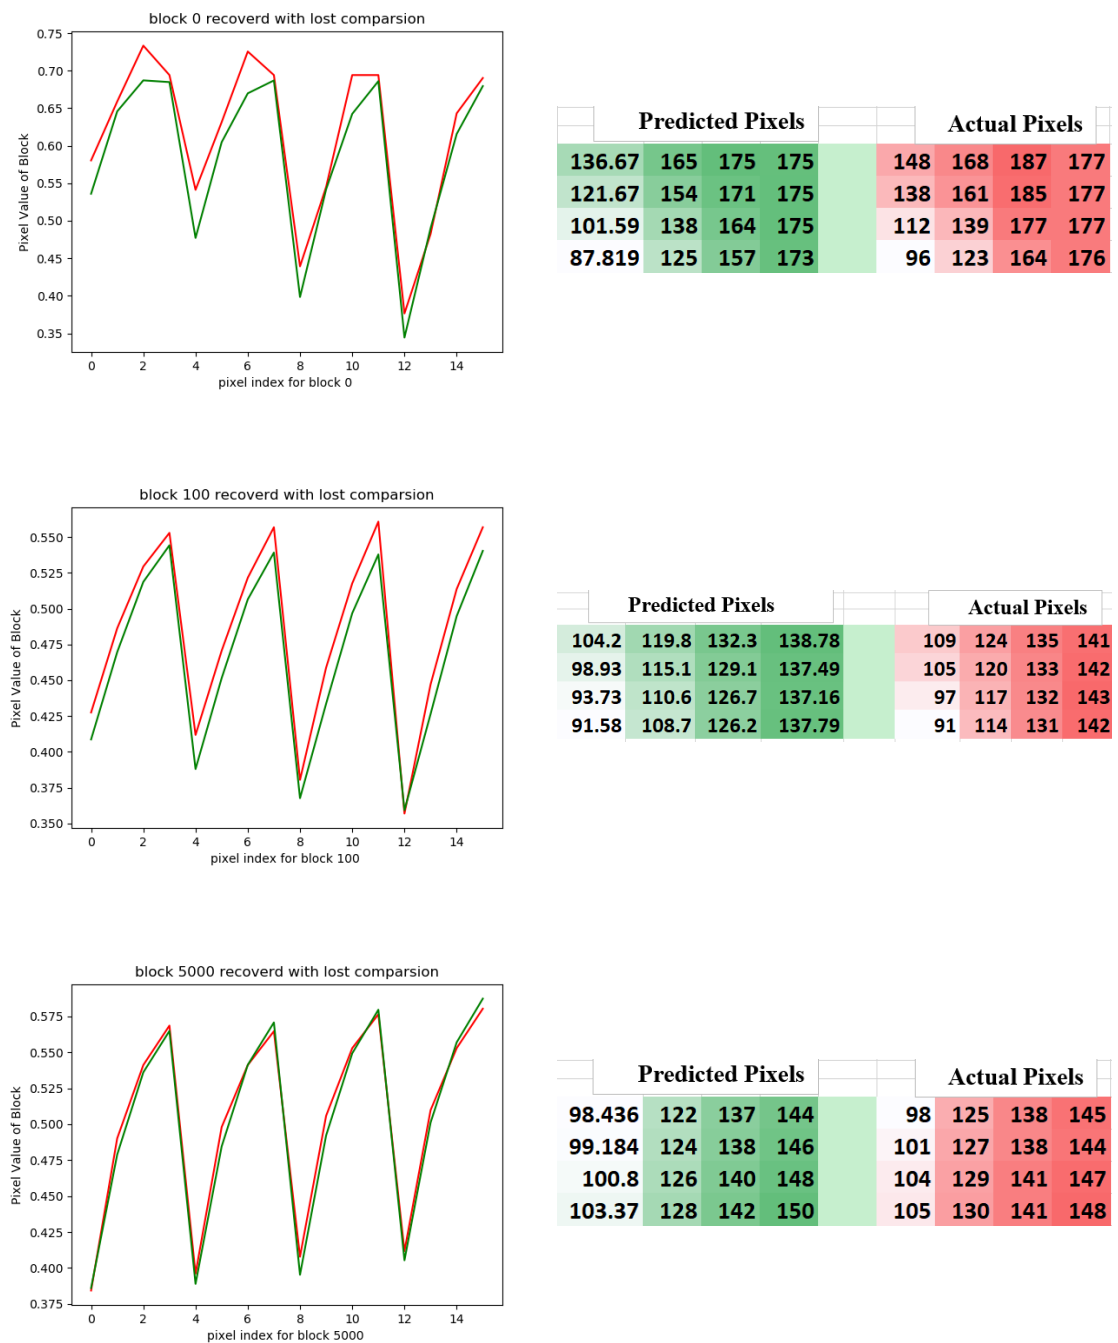 block 0 recoverd with lost comparsion
0.75
0.70
0.65
0.60
0.55
0.50
0.45
0.40
0.35
Pixel Value of Block
0 2 4 6 8 10 12 14
pixel index for block 0
Predicted Pixels Actual Pixels
136.67 165 175 175 148 168 187 177
121.67 154 171 175 138 161 185 177
101.59 138 164 175 112 139 177 177
87.819 125 157 173 96 123 164 176
block 100 recoverd with lost comparsion
0.550
0.525
0.500
0.475
0.450
0.425
0.400
0.375
0.350
Pixel Value of Block
0 2 4 6 8 10 12 14
pixel index for block 100
Predicted Pixels Actual Pixels
104.2 119.8 132.3 138.78 109 124 135 141
98.93 115.1 129.1 137.49 105 120 133 142
93.73 110.6 126.7 137.16 97 117 132 143
91.58 108.7 126.2 137.79 91 114 131 142
block 5000 recoverd with lost comparsion
0.575
0.550
0.525
0.500
0.475
0.450
0.425
0.400
0.375
Pixel Value of Block
0 2 4 6 8 10 12 14
pixel index for block 5000
Predicted Pixels Actual Pixels
98.436 122 137 144 98 125 138 145
99.184 124 138 146 101 127 138 144
100.8 126 140 148 104 129 141 147
103.37 128 142 150 105 130 141 148